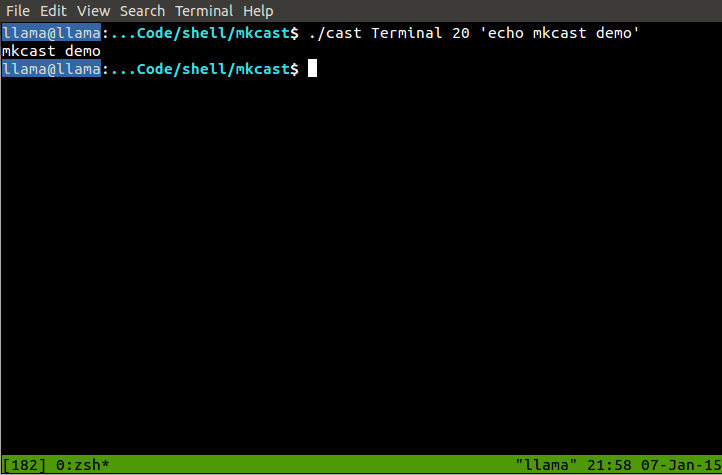 File Edit View Search Terminal Help
llama@llama:...Code/shell/mkcast$ ./cast Terminal 20 'echo mkcast demo'
mkcast demo
llama@llama:...Code/shell/mkcast$
[182] 0:zsh* "llama" 21:58 07-Jan-15